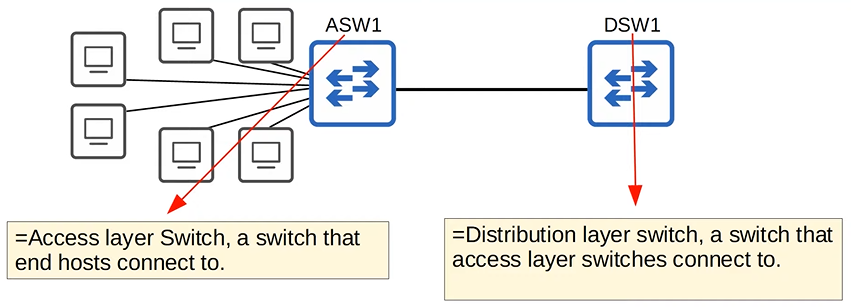 ASW1
DSW1
=Access layer Switch, a switch that
end hosts connect to.
=Distribution layer switch, a switch that
access layer switches connect to.